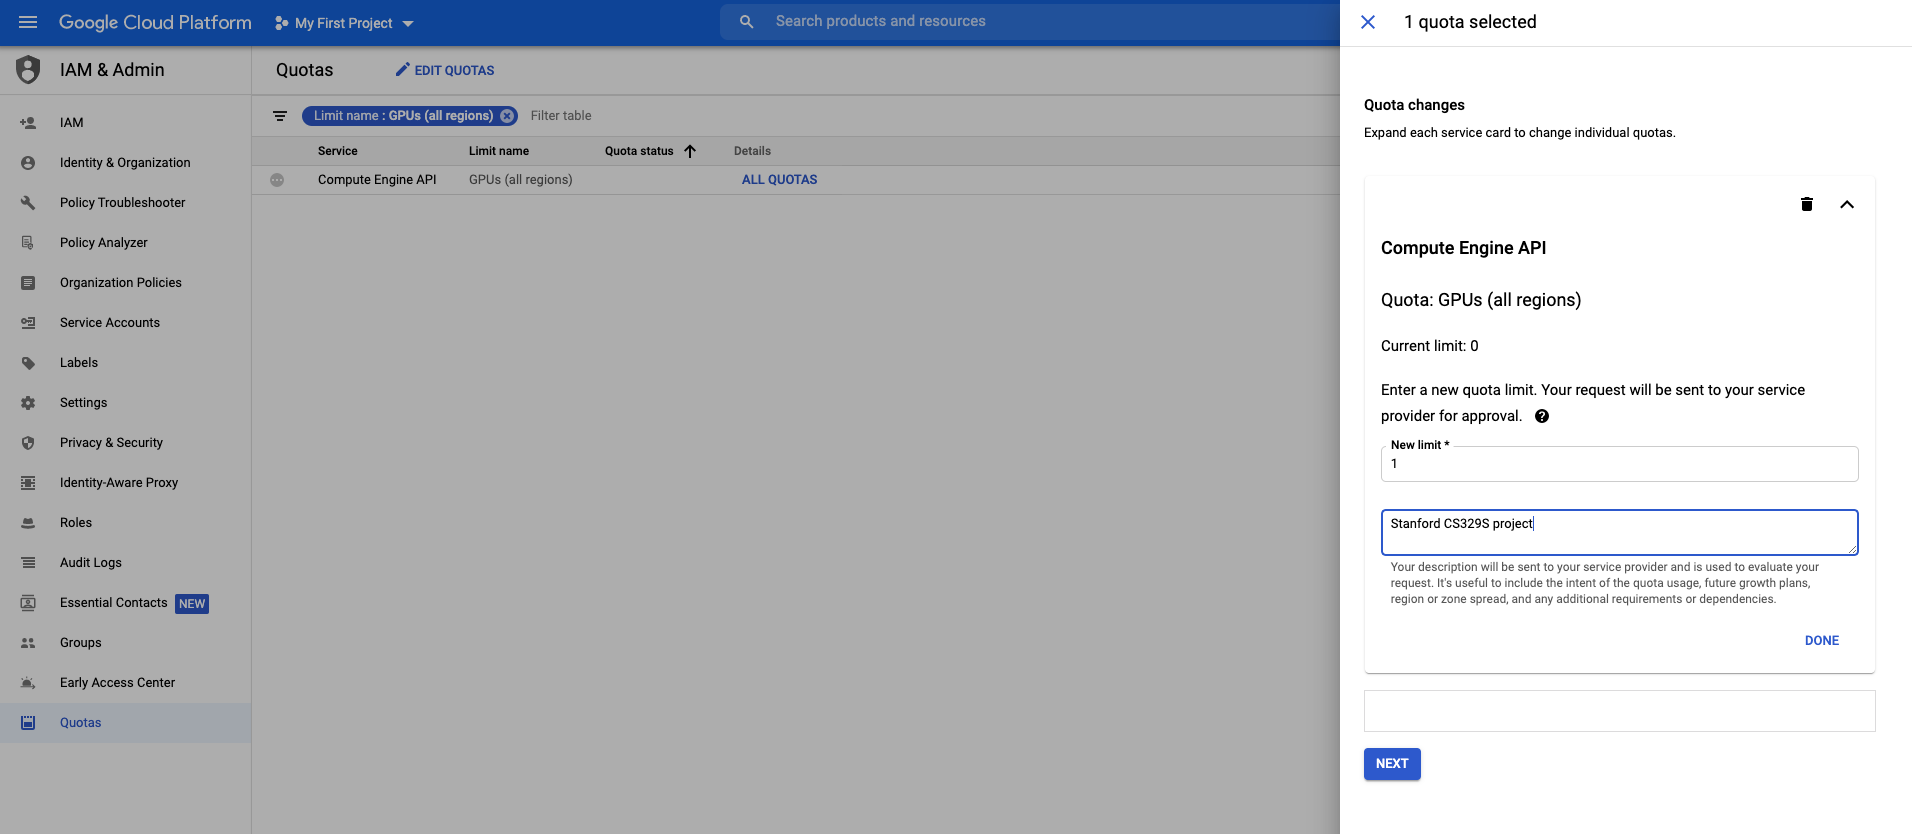 Google Cloud Platform
My First Project
Search products and resources
1 quota selected
IAM & Admin
IAM
Identity & Organization
Policy Troubleshooter
Policy Analyzer
Organization Policies
Service Accounts
Labels
Settings
Privacy & Security
Identity-Aware Proxy
Roles
Audit Logs
Essential Contacts NEW
Groups
Early Access Center
Quotas
Quotas
EDIT QUOTAS
Limit name : GPUs (all regions)
Filter table
Service Limit name Quota status Details
Compute Engine API GPUs (all regions) ALL QUOTAS
Quota changes
Expand each service card to change individual quotas.
Compute Engine API
Quota: GPUs (all regions)
Current limit: 0
Enter a new quota limit. Your request will be sent to your service
provider for approval.
New limit *
1
Stanford CS329S project
Your description will be sent to your service provider and is used to evaluate your
request. It's useful to include the intent of the quota usage, future growth plans,
region or zone spread, and any additional requirements or dependencies.
DONE
NEXT